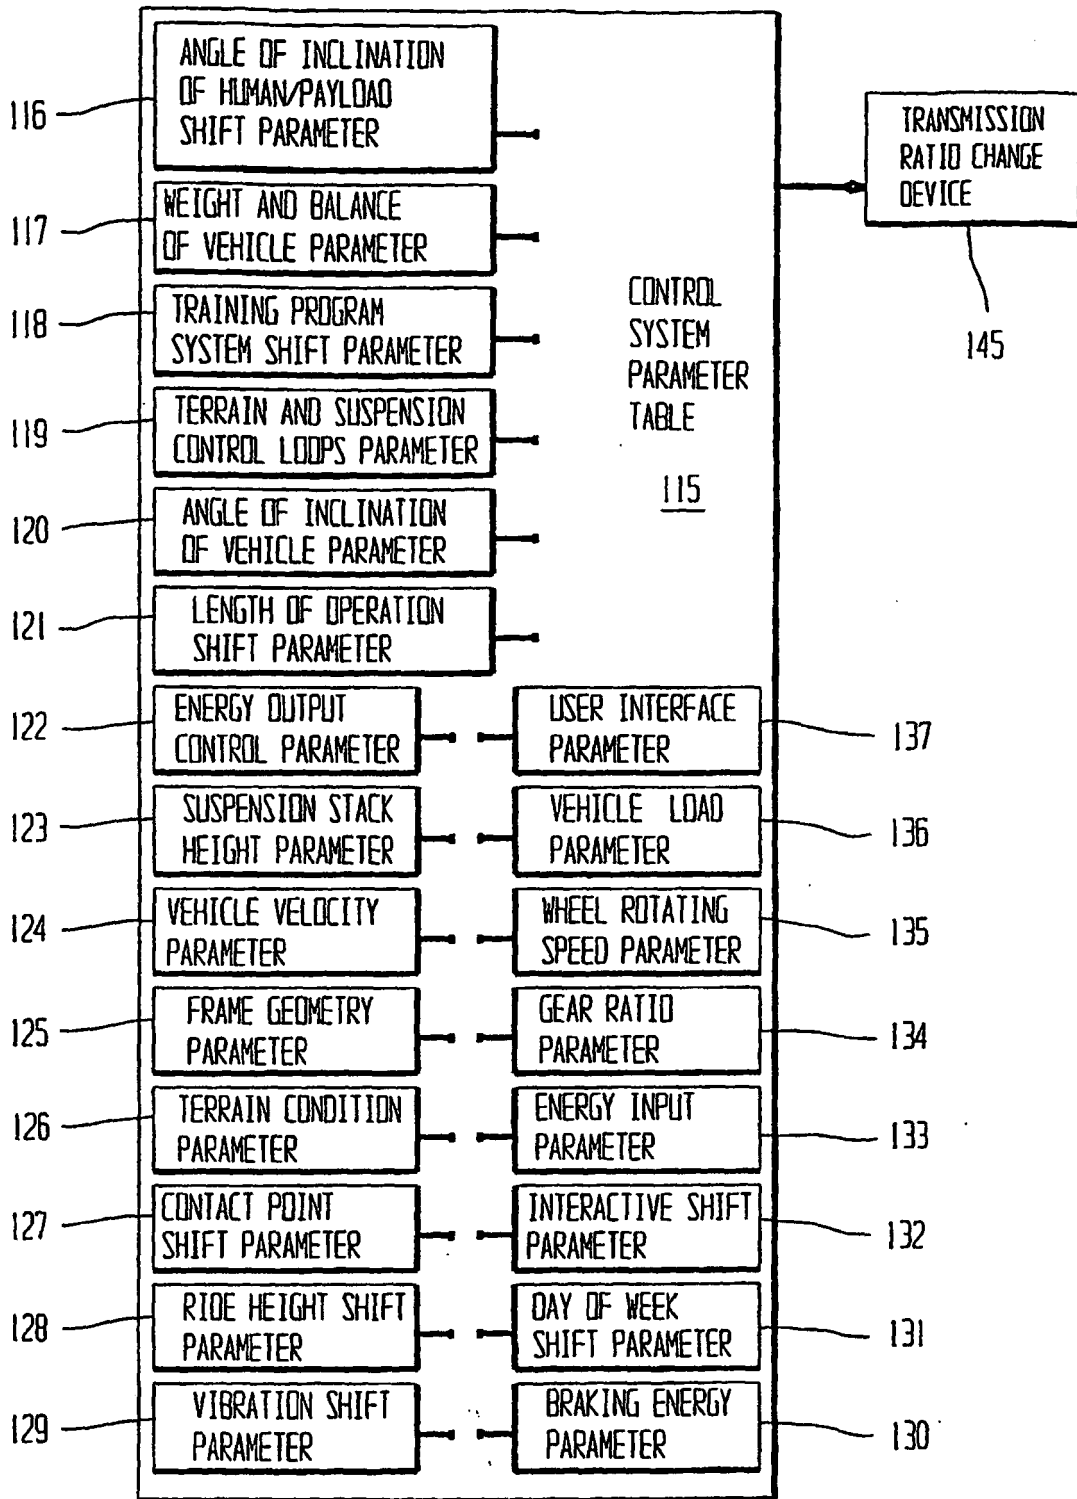 116
ANGLE OF INCLINATION
OF HUMAN/PAYLOAD
SHIFT PARAMETER
117
WEIGHT AND BALANCE
OF VEHICLE PARAMETER
118
TRAINING PROGRAM
SYSTEM SHIFT PARAMETER
119
TERRAIN AND SUSPENSION
CONTROL LOOPS PARAMETER
120
ANGLE OF INCLINATION
OF VEHICLE PARAMETER
121
LENGTH OF OPERATION
SHIFT PARAMETER
CONTROL
SYSTEM
PARAMETER
TABLE
115
TRANSMISSION
RATIO CHANGE
DEVICE
145
122
ENERGY OUTPUT
CONTROL PARAMETER
USER INTERFACE
PARAMETER
137
123
SUSPENSION STACK
HEIGHT PARAMETER
VEHICLE LOAD
PARAMETER
136
124
VEHICLE VELOCITY
PARAMETER
WHEEL ROTATING
SPEED PARAMETER
135
125
FRAME GEOMETRY
PARAMETER
GEAR RATIO
PARAMETER
134
126
TERRAIN CONDITION
PARAMETER
ENERGY INPUT
PARAMETER
133
127
CONTACT POINT
SHIFT PARAMETER
INTERACTIVE SHIFT
PARAMETER
132
128
RIDE HEIGHT SHIFT
PARAMETER
DAY OF WEEK
SHIFT PARAMETER
131
129
VIBRATION SHIFT
PARAMETER
BRAKING ENERGY
PARAMETER
130